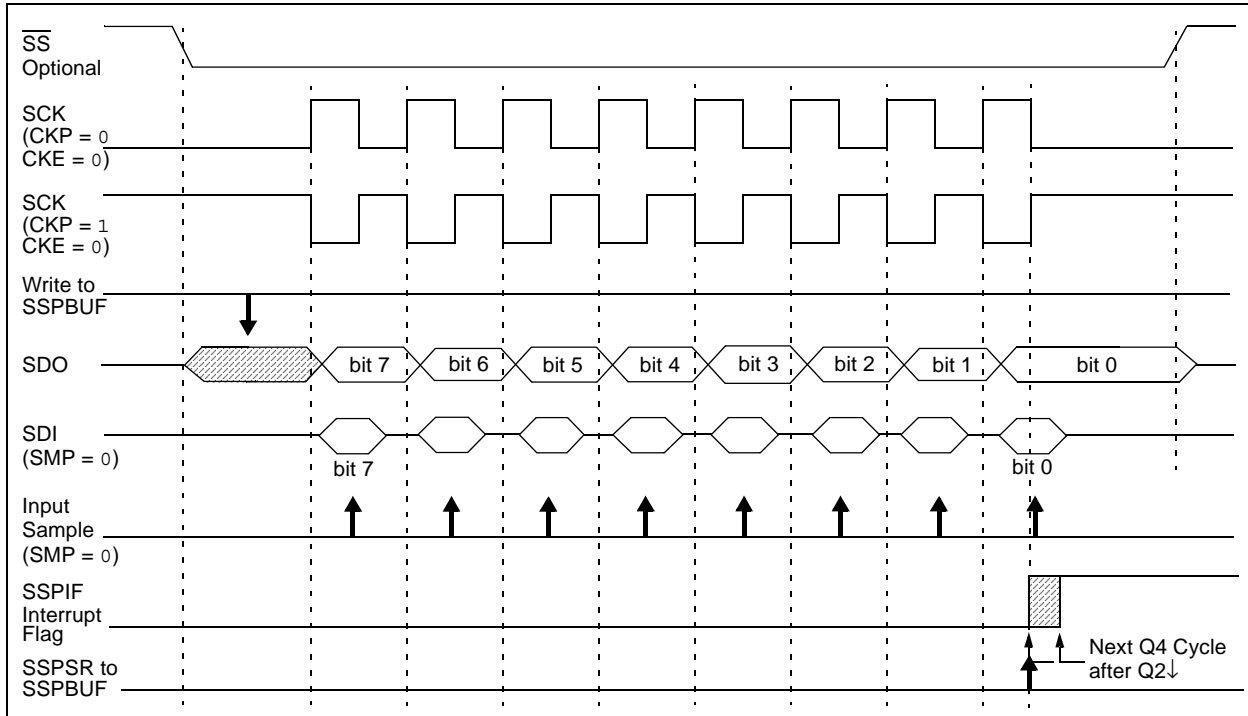 SS
Optional
SCK
(CKP = 0
CKE = 0)
SCK
(CKP = 1
CKE = 0)
Write to
SSPBUF
SDO
bit 7
bit 6
bit 5
bit 4
bit 3
bit 2
bit 1
bit 0
SDI
(SMP = 0)
bit 7
bit 0
Input
Sample
(SMP = 0)
SSPIF
Interrupt
Flag
Next Q4 Cycle
after Q2↓
SSPSR to
SSPBUF